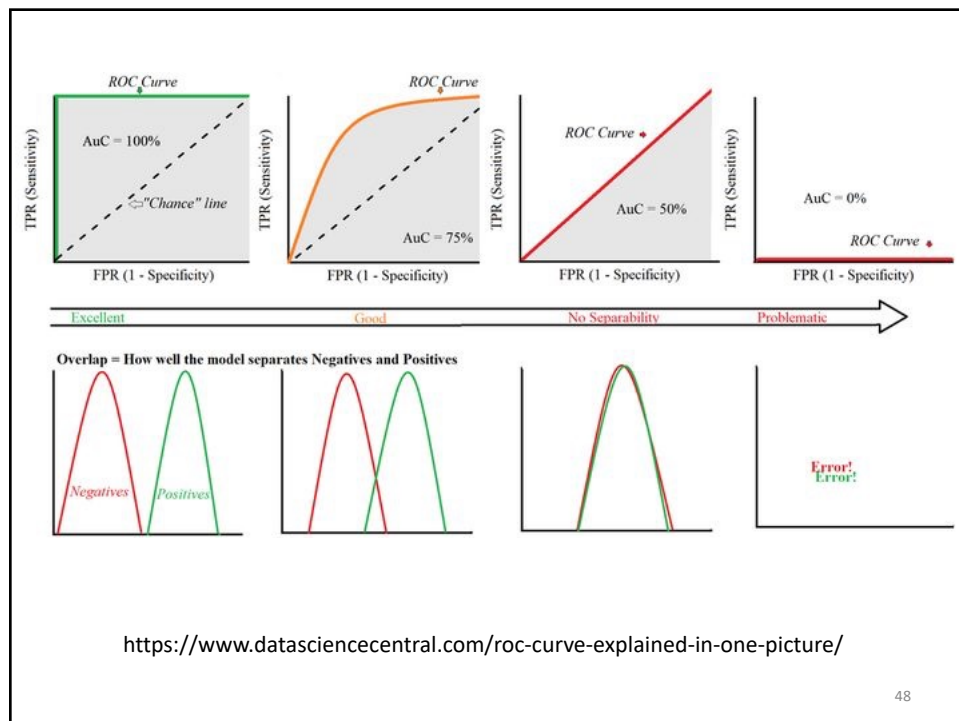 ROC Curve
TPR (Sensitivity)
AuC = 100%
"Chance" line
FPR (1 - Specificity)
ROC Curve
TPR (Sensitivity)
AuC = 75%
FPR (1 - Specificity)
ROC Curve
TPR (Sensitivity)
AuC = 50%
FPR (1 - Specificity)
TPR (Sensitivity)
AuC = 0%
ROC Curve
FPR (1 - Specificity)
Excellent
Good
No Separability
Problematic
Overlap = How well the model separates Negatives and Positives
Negatives
Positives
Error!
Error!
https://www.datasciencecentral.com/roc-curve-explained-in-one-picture/
48